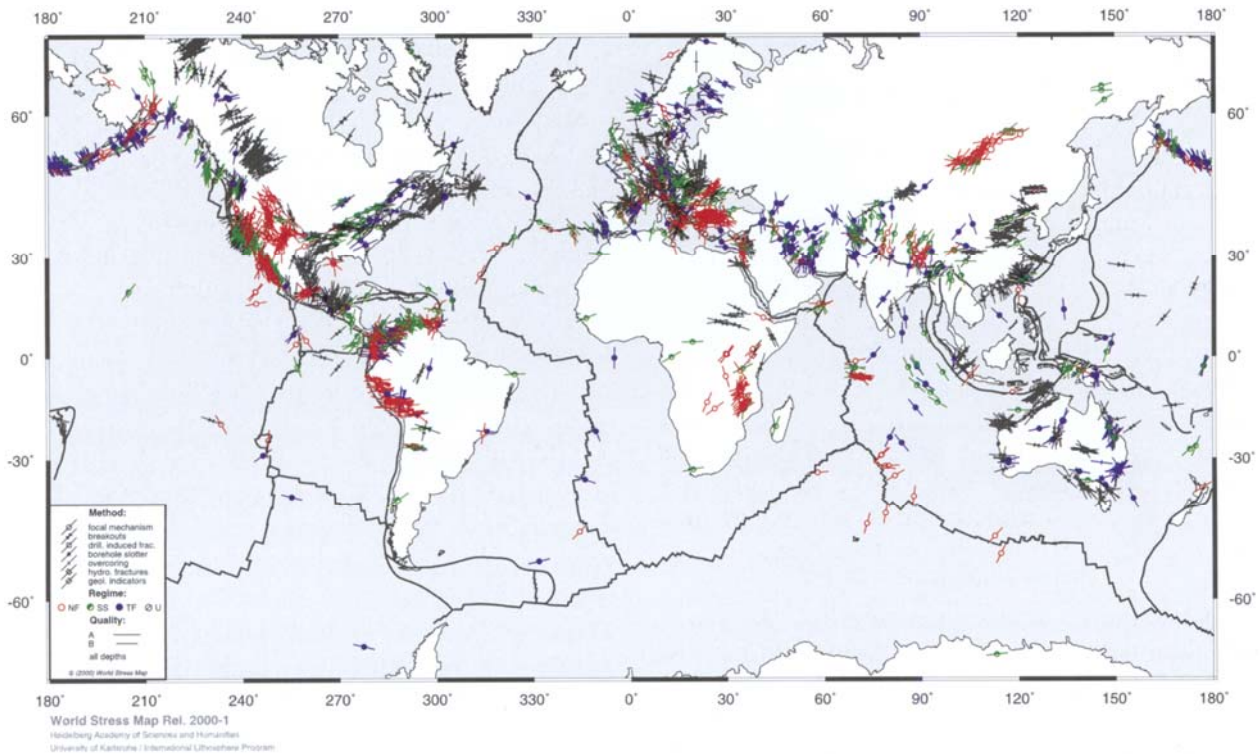 180° 210° 240° 270° 300° 330° 0° 30° 60° 90° 120° 150° 180°
60° 60°
30° 30°
0° 0°
-30° -30°
-60° -60°
Method:
focal mechanism
breakouts
drill. induced frac.
borehole slotter
overcoring
hydro. fractures
geol. indicators
Regime:
NF SS TF U
Quality:
A
B
all depths
© (2000) World Stress Map
180° 210° 240° 270° 300° 330° 0° 30° 60° 90° 120° 150° 180°
World Stress Map Rel. 2000-1
Heidelberg Academy of Sciences and Humanities
University of Karlsruhe / International Lithosphere Program